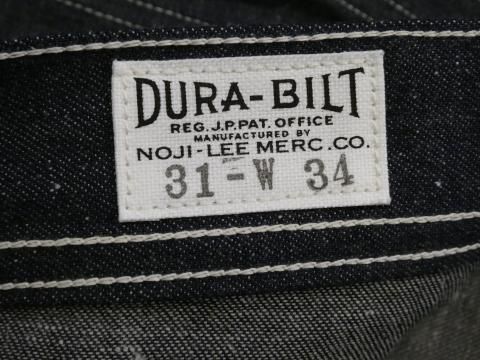 DURA-BILT
REG.J.P.PAT. OFFICE
MANUFACTURED BY
NOJI-LEE MERC.CO.
31-W 34